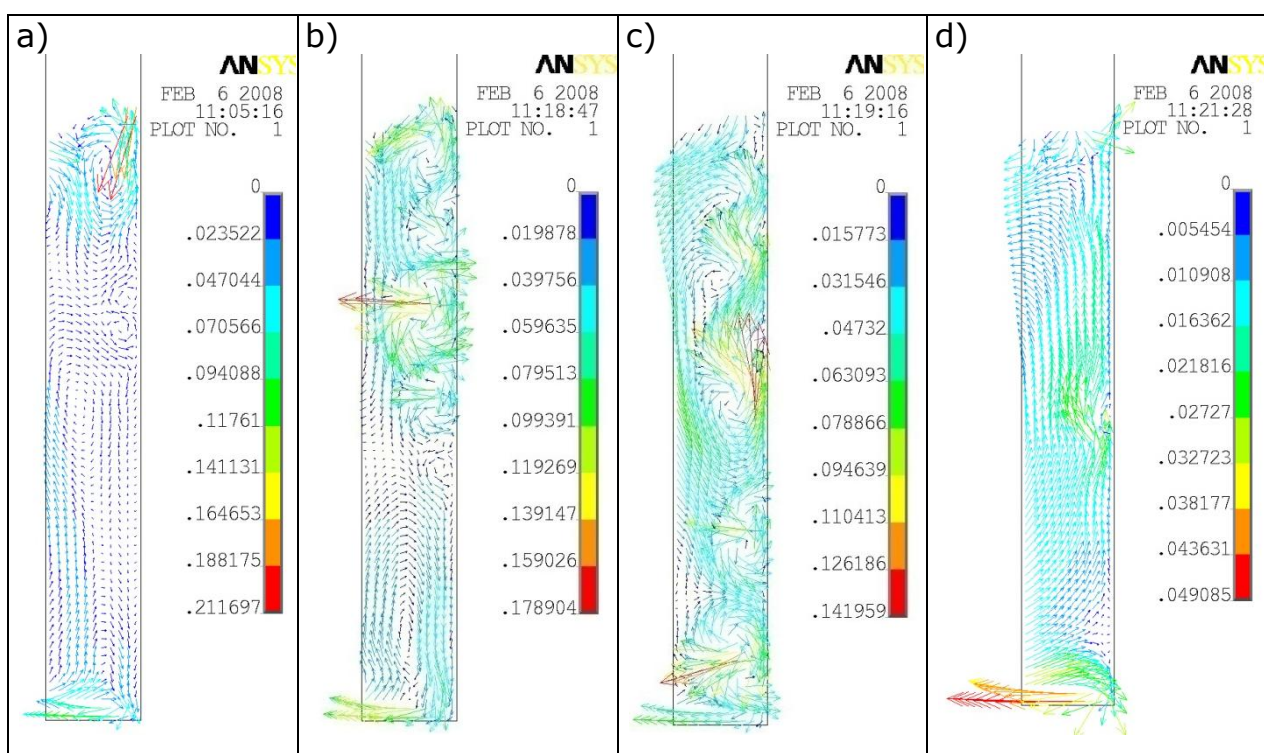 a)
ANSYS
FEB 6 2008
11:05:16
PLOT NO. 1
0
.023522
.047044
.070566
.094088
.11761
.141131
.164653
.188175
.211697
b)
ANSYS
FEB 6 2008
11:18:47
PLOT NO. 1
0
.019878
.039756
.059635
.079513
.099391
.119269
.139147
.159026
.178904
c)
ANSYS
FEB 6 2008
11:19:16
PLOT NO. 1
0
.015773
.031546
.04732
.063093
.078866
.094639
.110413
.126186
.141959
d)
ANSYS
FEB 6 2008
11:21:28
PLOT NO. 1
0
.005454
.010908
.016362
.021816
.02727
.032723
.038177
.043631
.049085